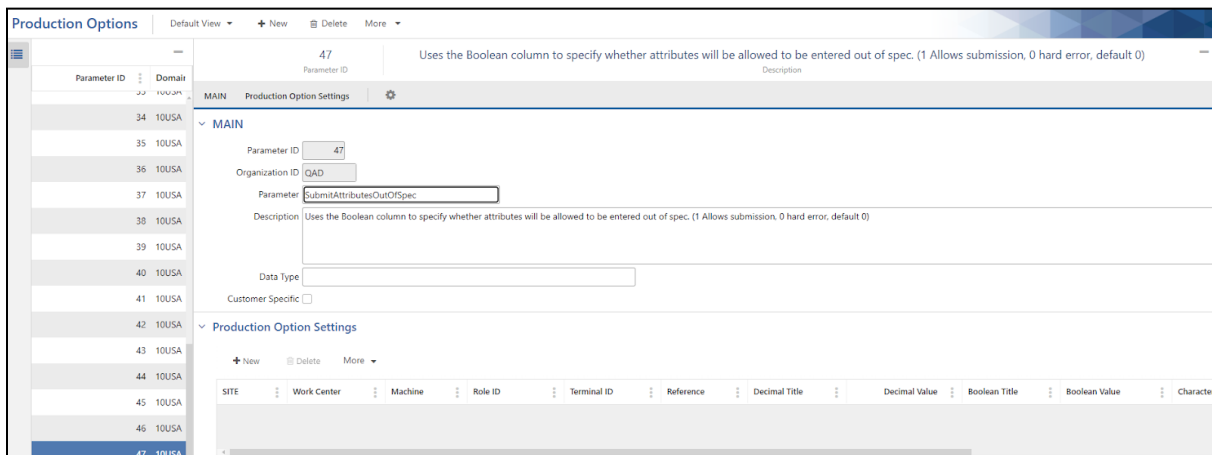 Production Options Default View New Delete More
Parameter ID Domain
34 10USA
35 10USA
36 10USA
37 10USA
38 10USA
39 10USA
40 10USA
41 10USA
42 10USA
43 10USA
44 10USA
45 10USA
46 10USA
47 10USA
47 Uses the Boolean column to specify whether attributes will be allowed to be entered out of spec. (1 Allows submission, 0 hard error, default 0)
Parameter ID Description
MAIN Production Option Settings
MAIN
Parameter ID 47
Organization ID QAD
Parameter SubmitAttributesOutOfSpec
Description Uses the Boolean column to specify whether attributes will be allowed to be entered out of spec. (1 Allows submission, 0 hard error, default 0)
Data Type
Customer Specific
Production Option Settings
New Delete More
SITE Work Center Machine Role ID Terminal ID Reference Decimal Title Decimal Value Boolean Title Boolean Value Characte